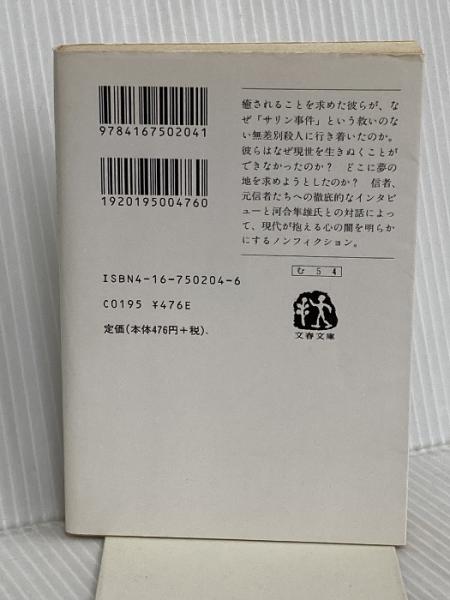 9784167502041
1920195004760
ISBN4-16-750204-6
C0195 ¥476E
定価(本体476円+税)、
癒されることを求めた彼らが、な
ぜ「サリン事件」という救いのな
い無差別殺人に行き着いたのか。
彼らはなぜ現世を生きぬくことが
できなかったのか？ どこに夢の
地を求めようとしたのか？ 信者、
元信者たちへの徹底的なインタビ
ューと河合隼雄氏との対話によっ
て、現代が抱える心の闇を明らか
にするノンフィクション。
む 5 4
文春文庫